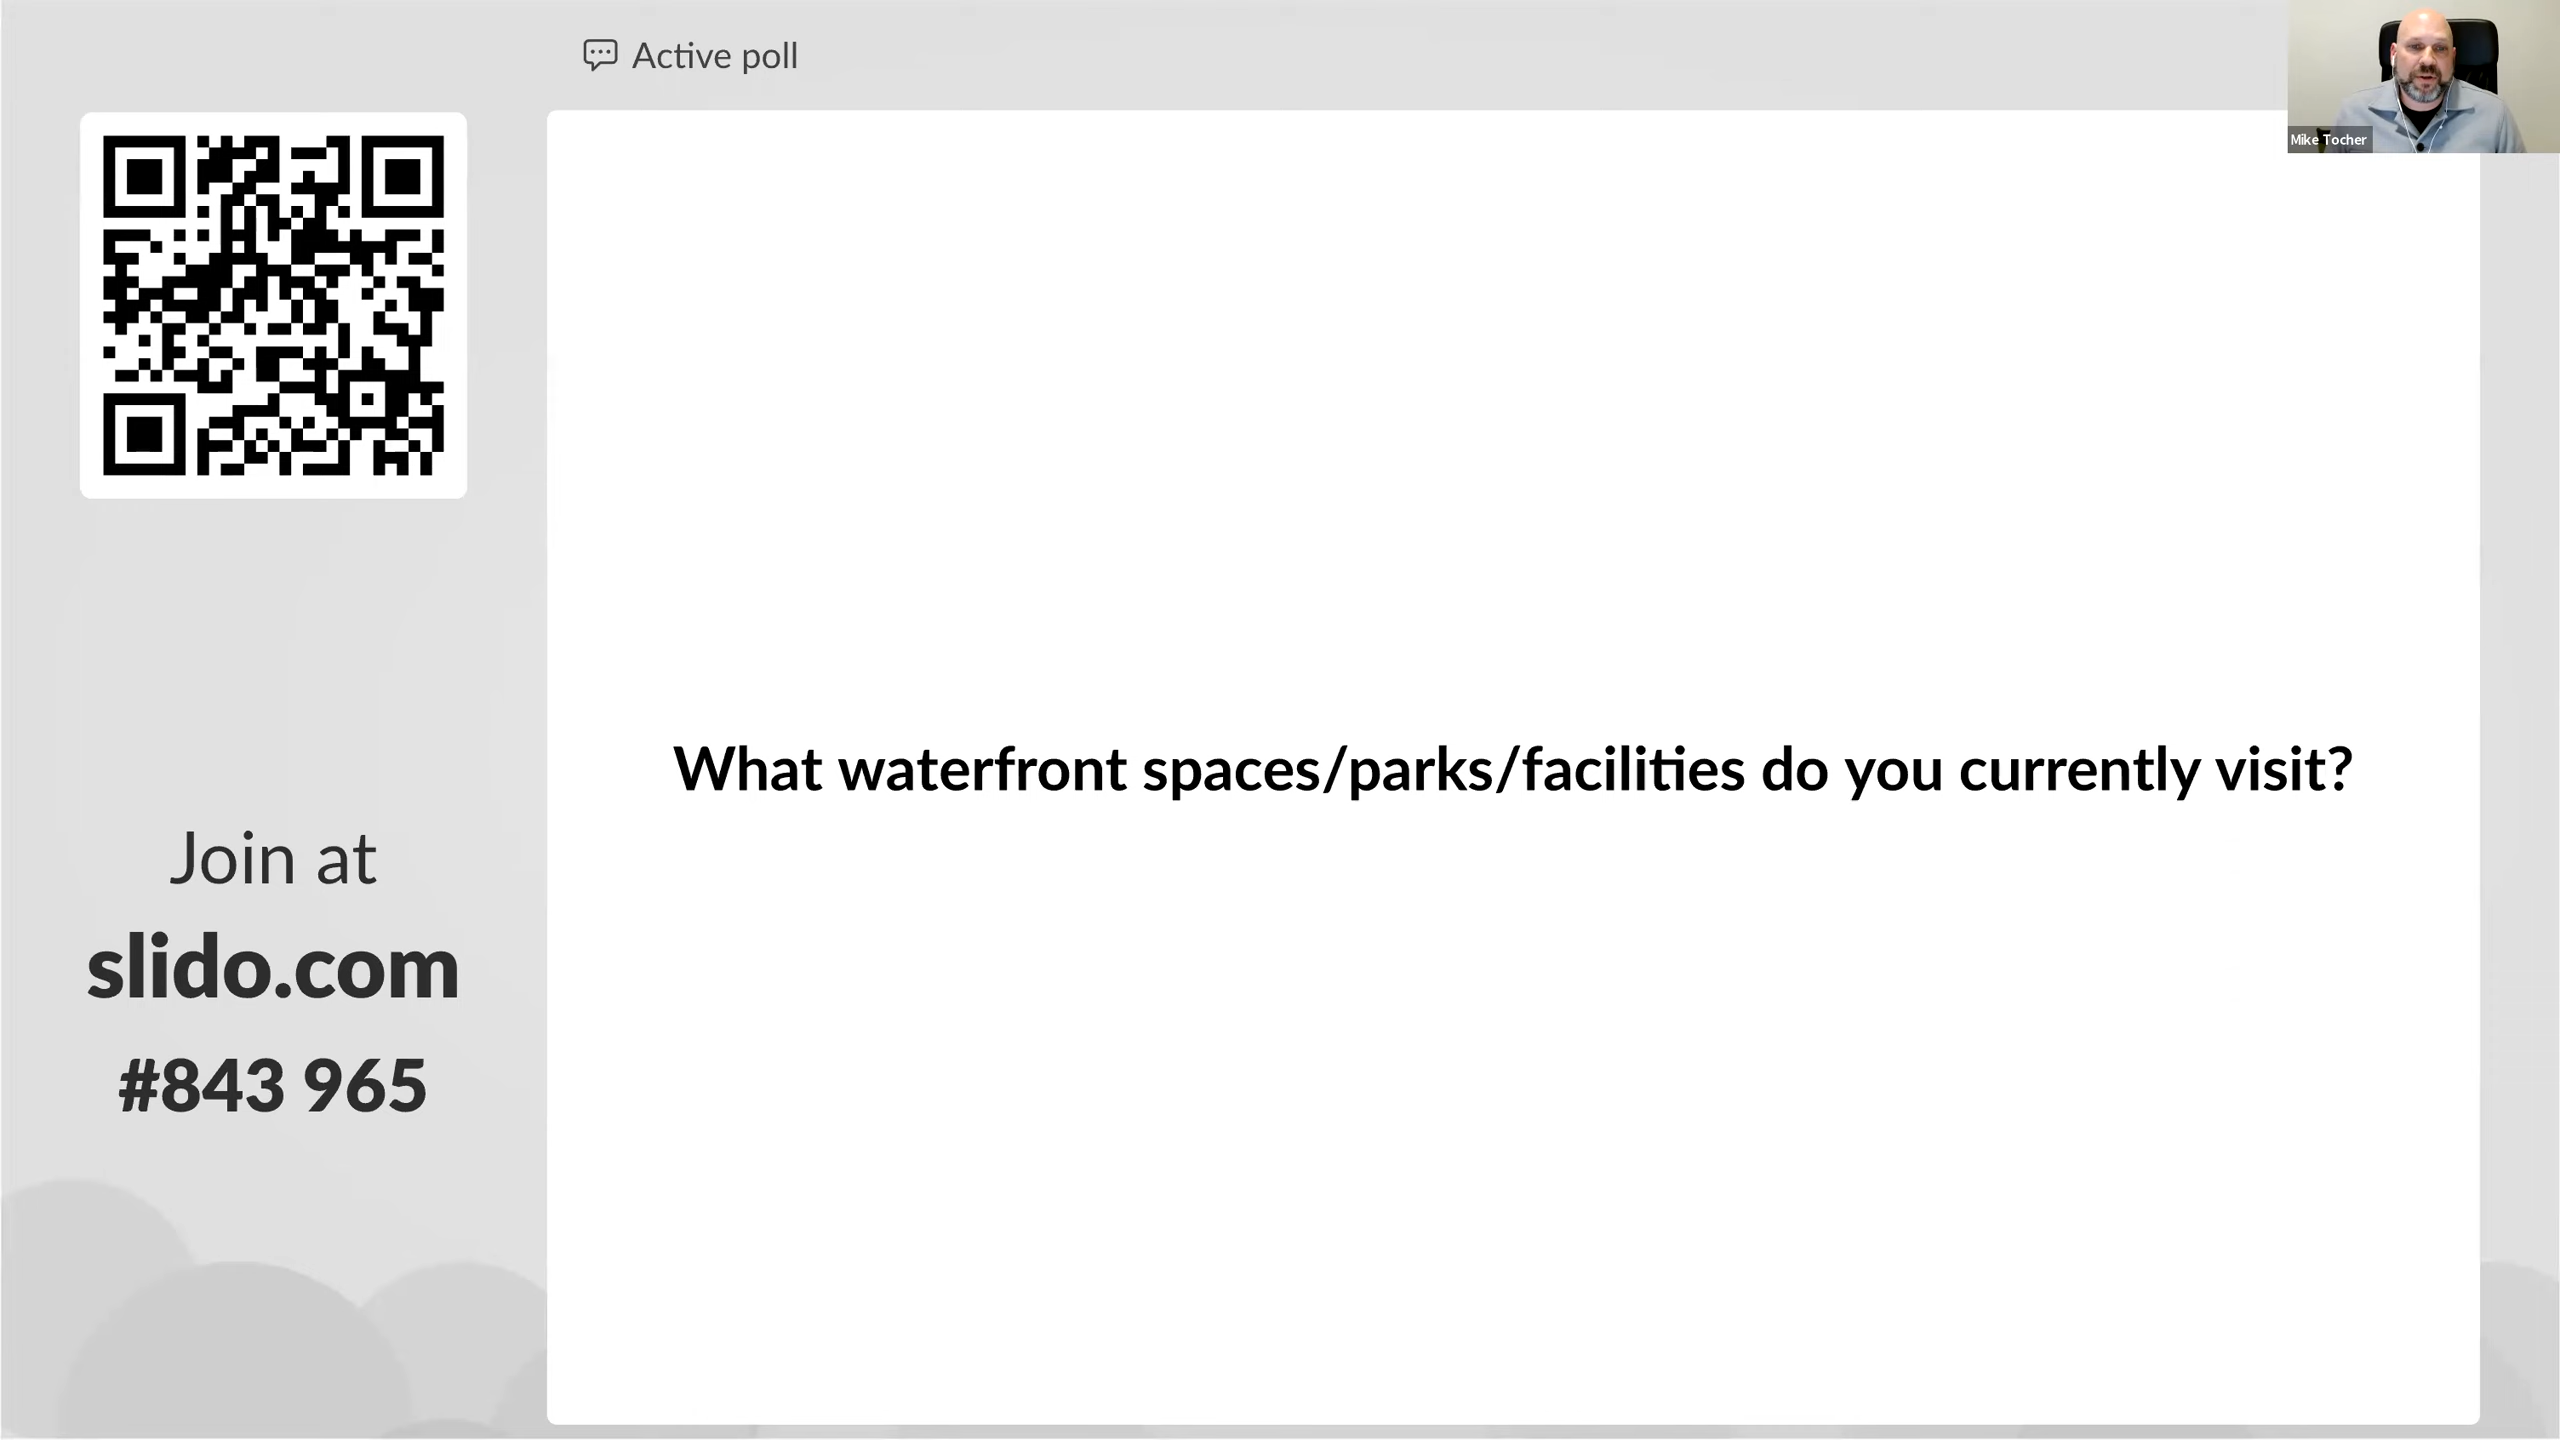 Active poll
Mike Tocher
What waterfront spaces/parks/facilities do you currently visit?
Join at
slido.com
#843 965